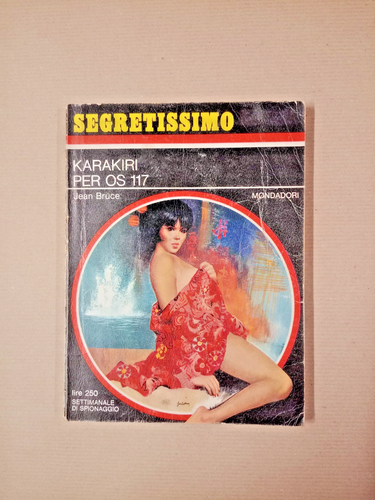 SEGRETISSIMO
KARAKIRI
PER OS 117
Jean Bruce
MONDADORI
lire 250
SETTIMANALE
DI SPIONAGGIO